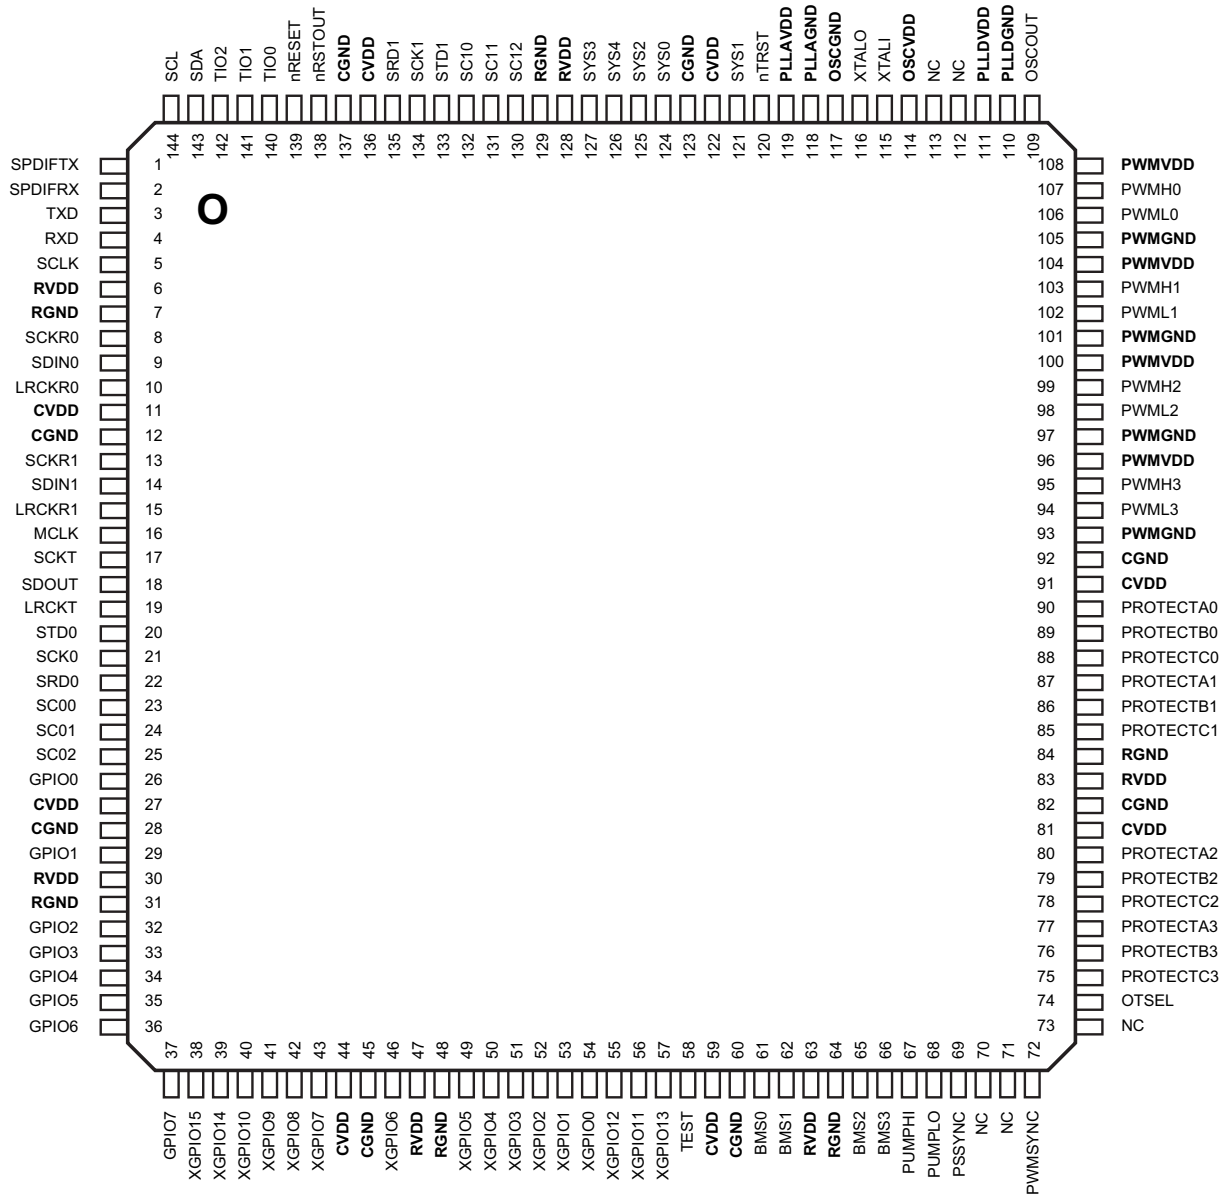 SCL
SDA
TIO2
TIO1
TIO0
nRESET
nRSTOUT
CGND
CVDD
SRD1
SCK1
STD1
SC10
SC11
SC12
RGND
RVDD
SYS3
SYS4
SYS2
SYS0
CGND
CVDD
SYS1
nTRST
PLLAVDD
PLLAGND
OSCGND
XTALO
XTALI
OSCVDD
NC
NC
PLLDVDD
PLLDGND
OSCOUT
144
143
142
141
140
139
138
137
136
135
134
133
132
131
130
129
128
127
126
125
124
123
122
121
120
119
118
117
116
115
114
113
112
111
110
109
SPDIFTX 1
SPDIFRX 2
TXD 3
RXD 4
SCLK 5
RVDD 6
RGND 7
SCKR0 8
SDIN0 9
LRCKR0 10
CVDD 11
CGND 12
SCKR1 13
SDIN1 14
LRCKR1 15
MCLK 16
SCKT 17
SDOUT 18
LRCKT 19
STD0 20
SCK0 21
SRD0 22
SC00 23
SC01 24
SC02 25
GPIO0 26
CVDD 27
CGND 28
GPIO1 29
RVDD 30
RGND 31
GPIO2 32
GPIO3 33
GPIO4 34
GPIO5 35
GPIO6 36
O
108 PWMVDD
107 PWMH0
106 PWML0
105 PWMGND
104 PWMVDD
103 PWMH1
102 PWML1
101 PWMGND
100 PWMVDD
99 PWMH2
98 PWML2
97 PWMGND
96 PWMVDD
95 PWMH3
94 PWML3
93 PWMGND
92 CGND
91 CVDD
90 PROTECTA0
89 PROTECTB0
88 PROTECTC0
87 PROTECTA1
86 PROTECTB1
85 PROTECTC1
84 RGND
83 RVDD
82 CGND
81 CVDD
80 PROTECTA2
79 PROTECTB2
78 PROTECTC2
77 PROTECTA3
76 PROTECTB3
75 PROTECTC3
74 OTSEL
73 NC
37
38
39
40
41
42
43
44
45
46
47
48
49
50
51
52
53
54
55
56
57
58
59
60
61
62
63
64
65
66
67
68
69
70
71
72
GPIO7
XGPIO15
XGPIO14
XGPIO10
XGPIO9
XGPIO8
XGPIO7
CVDD
CGND
XGPIO6
RVDD
RGND
XGPIO5
XGPIO4
XGPIO3
XGPIO2
XGPIO1
XGPIO0
XGPIO12
XGPIO11
XGPIO13
TEST
CVDD
CGND
BMS0
BMS1
RVDD
RGND
BMS2
BMS3
PUMPHI
PUMPLO
PSSYNC
NC
NC
PWMSYNC